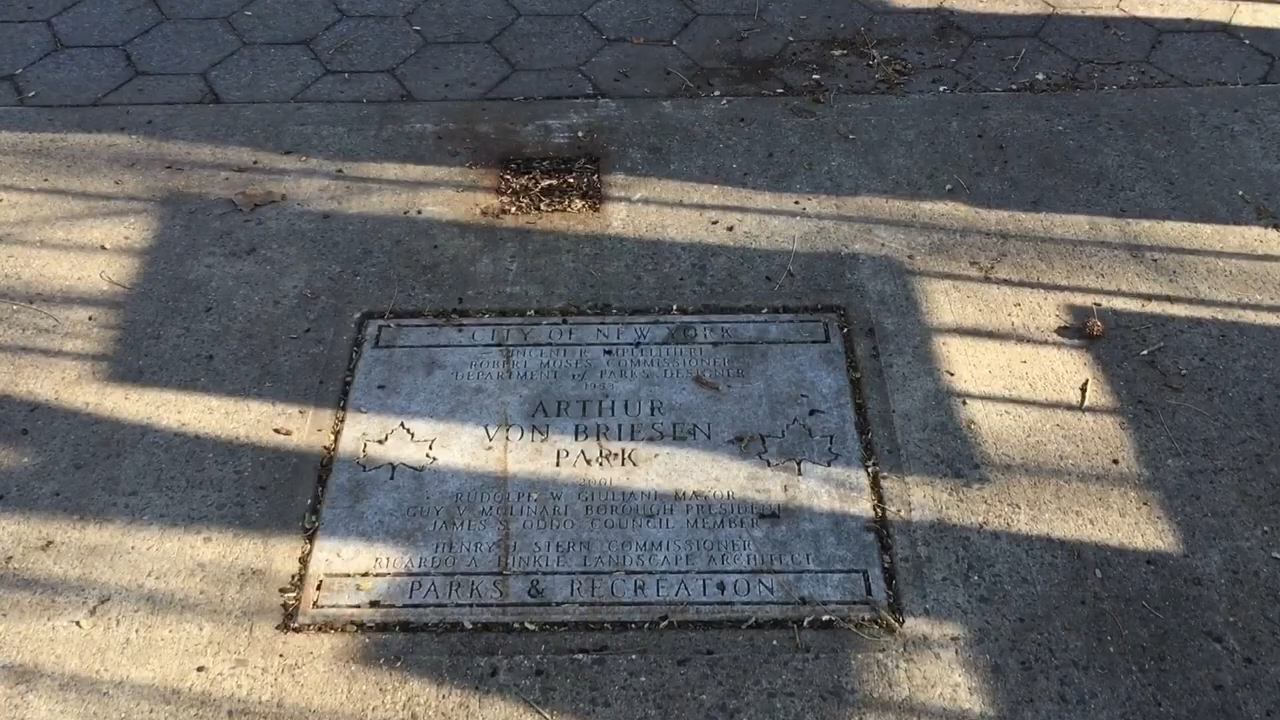 CITY OF NEW YORK
VINCENT R. IMPELLITTERI
ROBERT MOSES COMMISSIONER
DEPARTMENT of PARKS DESIGNER
1953
ARTHUR
VON BRIESEN
PARK
2001
RUDOLPH W. GIULIANI MAYOR
GUY V. MOLINARI BOROUGH PRESIDENT
JAMES S. ODDO COUNCIL MEMBER
HENRY J. STERN COMMISSIONER
RICARDO A. HINKLE LANDSCAPE ARCHITECT
PARKS & RECREATION